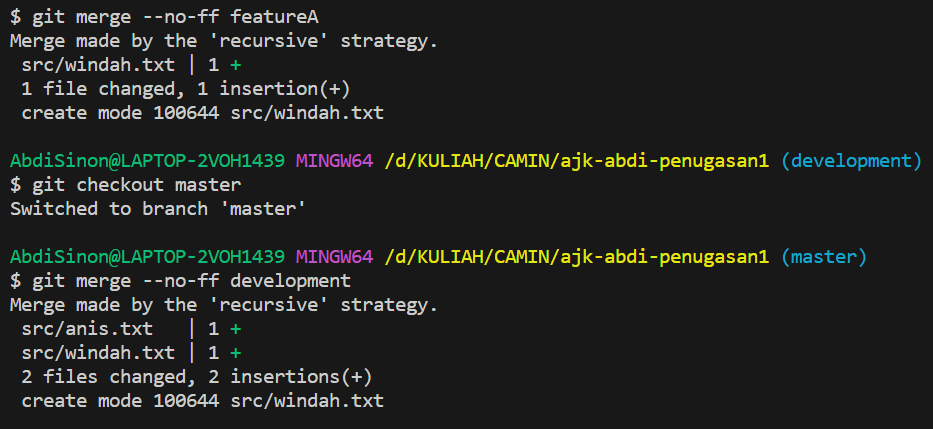 $ git merge --no-ff featureA
Merge made by the 'recursive' strategy.
 src/windah.txt | 1 +
 1 file changed, 1 insertion(+)
 create mode 100644 src/windah.txt

AbdiSinon@LAPTOP-2VOH1439 MINGW64 /d/KULIAH/CAMIN/ajk-abdi-penugasan1 (development)
$ git checkout master
Switched to branch 'master'

AbdiSinon@LAPTOP-2VOH1439 MINGW64 /d/KULIAH/CAMIN/ajk-abdi-penugasan1 (master)
$ git merge --no-ff development
Merge made by the 'recursive' strategy.
 src/anis.txt   | 1 +
 src/windah.txt | 1 +
 2 files changed, 2 insertions(+)
 create mode 100644 src/windah.txt